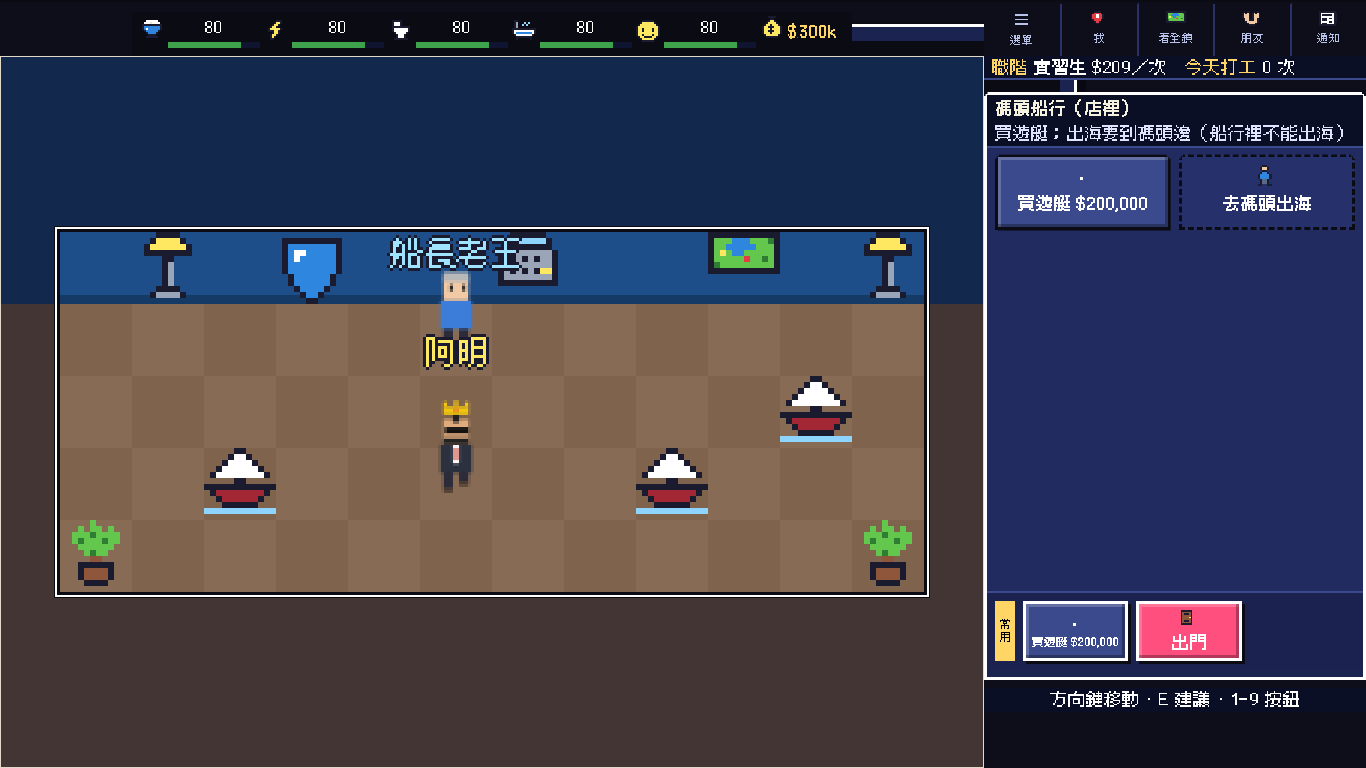 80 80 80 80 80 $300k
選單 我 看全鎮 朋友 通知
職階 實習生 $209/次 今天打工 0 次
碼頭船行（店裡）
買遊艇；出海要到碼頭邊（船行裡不能出海）
買遊艇 $200,000
去碼頭出海
船長老王
阿明
常用
買遊艇 $200,000
出門
方向鍵移動 · E 建議 · 1-9 按鈕